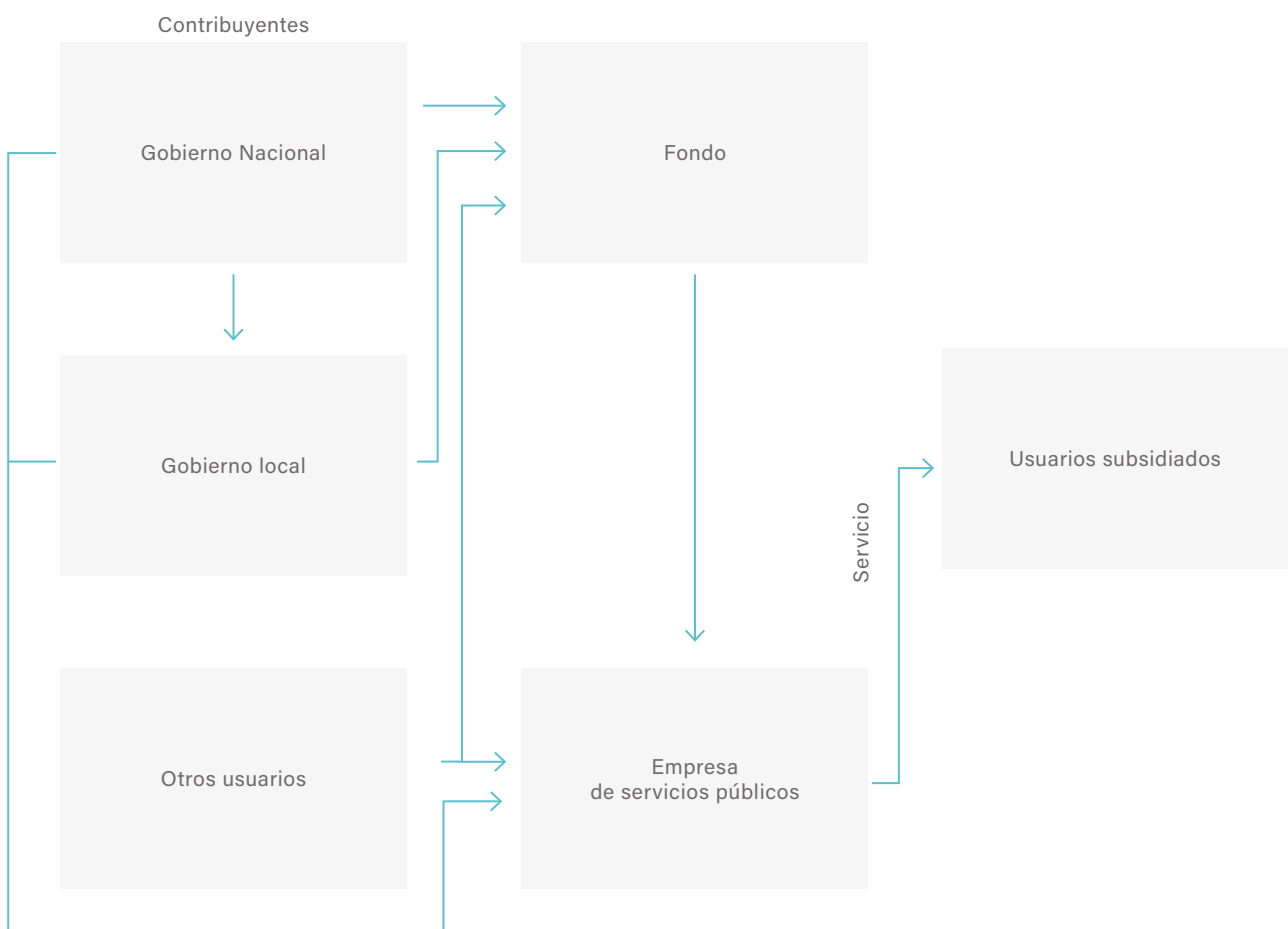 Contribuyentes
Gobierno Nacional
Fondo
Gobierno local
Usuarios subsidiados
Servicio
Otros usuarios
Empresa
de servicios públicos